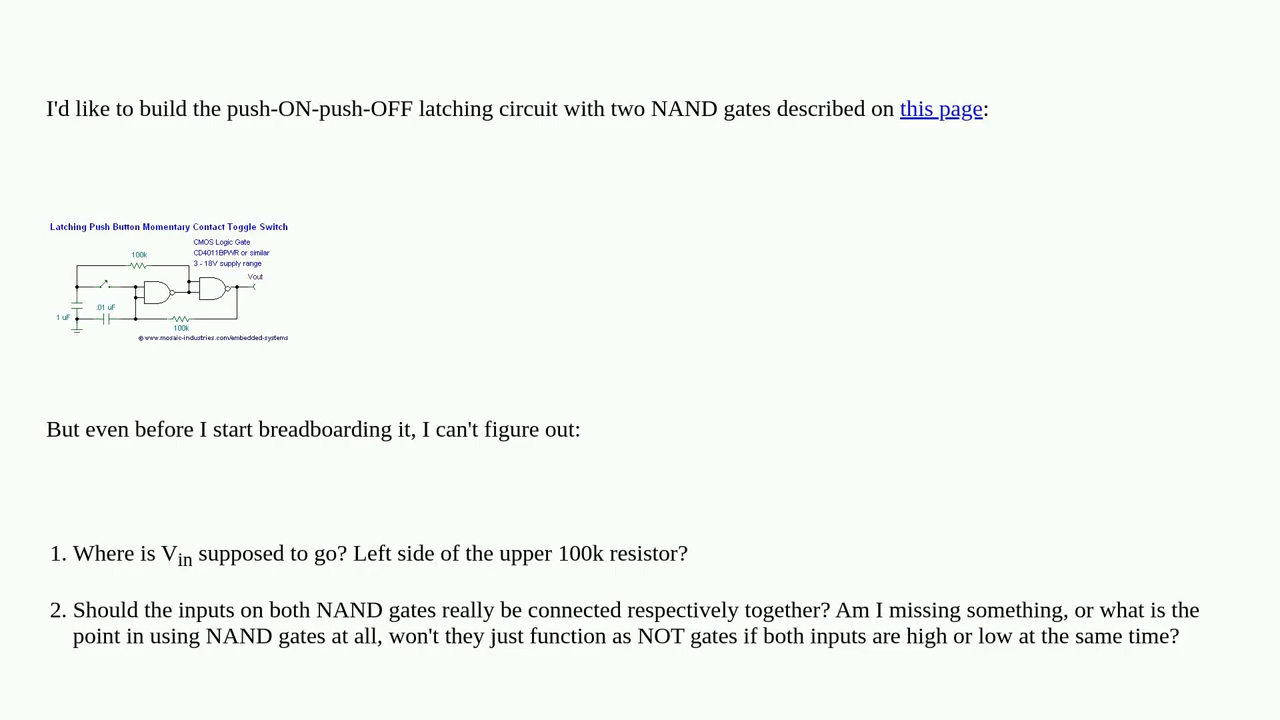 I'd like to build the push-ON-push-OFF latching circuit with two NAND gates described on this page:
Latching Push Button Momentary Contact Toggle Switch
CMOS Logic Gate
CD4011BPWR or similar
3 - 18V supply range
100k
Vout
.01 uF
1 uF
100k
© www.mosaic-industries.com/embedded-systems
But even before I start breadboarding it, I can't figure out:
1. Where is Vin supposed to go? Left side of the upper 100k resistor?
2. Should the inputs on both NAND gates really be connected respectively together? Am I missing something, or what is the
point in using NAND gates at all, won't they just function as NOT gates if both inputs are high or low at the same time?